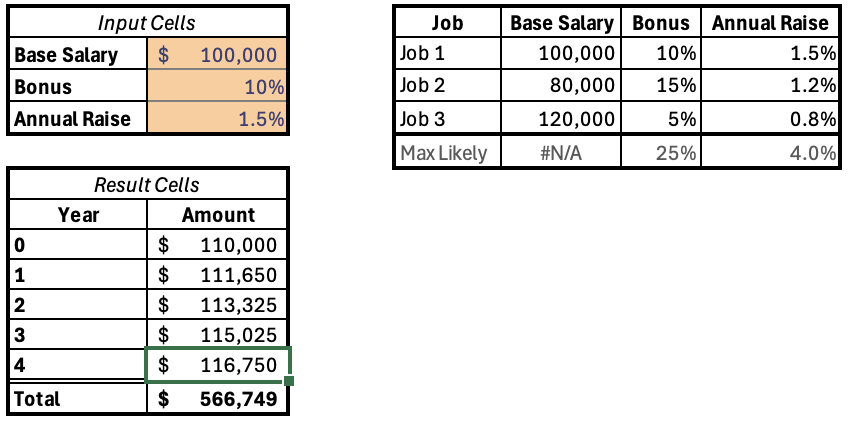 Input Cells
Base Salary $ 100,000
Bonus 10%
Annual Raise 1.5%
Result Cells
Year Amount
0 $ 110,000
1 $ 111,650
2 $ 113,325
3 $ 115,025
4 $ 116,750
Total $ 566,749
Job Base Salary Bonus Annual Raise
Job 1 100,000 10% 1.5%
Job 2 80,000 15% 1.2%
Job 3 120,000 5% 0.8%
Max Likely #N/A 25% 4.0%